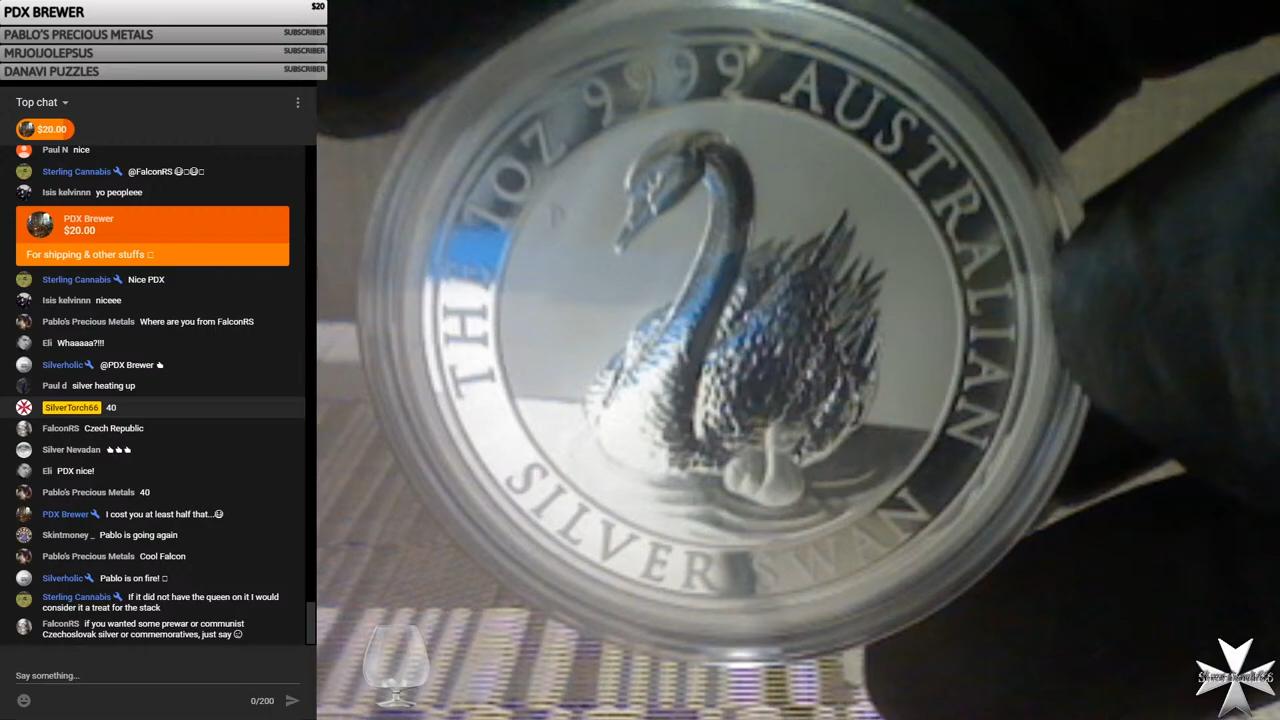 PDX BREWER $20
PABLO'S PRECIOUS METALS SUBSCRIBER
MRJOIJOLEPSUS SUBSCRIBER
DANAVI PUZZLES SUBSCRIBER
Top chat
$20.00
Paul N nice
Sterling Cannabis @FalconRS
Isis kelvinnn yo peopleee
PDX Brewer
$20.00
For shipping & other stuffs
Sterling Cannabis Nice PDX
Isis kelvinnn niceee
Pablo's Precious Metals Where are you from FalconRS
Eli Whaaaaa?!!!
Silverholic @PDX Brewer
Paul d silver heating up
SilverTorch66 40
FalconRS Czech Republic
Silver Nevadan
Eli PDX nice!
Pablo's Precious Metals 40
PDX Brewer I cost you at least half that...
Skintmoney _ Pablo is going again
Pablo's Precious Metals Cool Falcon
Silverholic Pablo is on fire!
Sterling Cannabis If it did not have the queen on it I would
consider it a treat for the stack
FalconRS if you wanted some prewar or communist
Czechoslovak silver or commemoratives, just say
Say something...
0/200
THE 1OZ 9999 AUSTRALIAN
SILVER SWAN